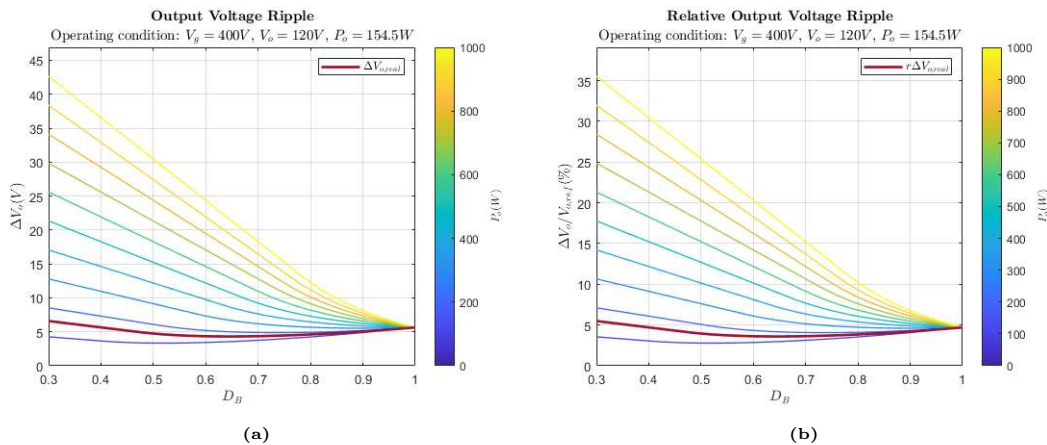 Output Voltage Ripple
Operating condition: V_g = 400V, V_o = 120V, P_o = 154.5W
ΔV_{o,real}
45
40
35
30
25
20
15
10
5
0
ΔV_o(V)
0.3 0.4 0.5 0.6 0.7 0.8 0.9 1
D_B
1000
800
600
400
200
0
P_o(W)
(a)
Relative Output Voltage Ripple
Operating condition: V_g = 400V, V_o = 120V, P_o = 154.5W
rΔV_{o,real}
35
30
25
20
15
10
5
0
ΔV_o/V_{o,ref}(%)
0.3 0.4 0.5 0.6 0.7 0.8 0.9 1
D_B
1000
900
800
700
600
500
400
300
200
100
0
P_o(W)
(b)